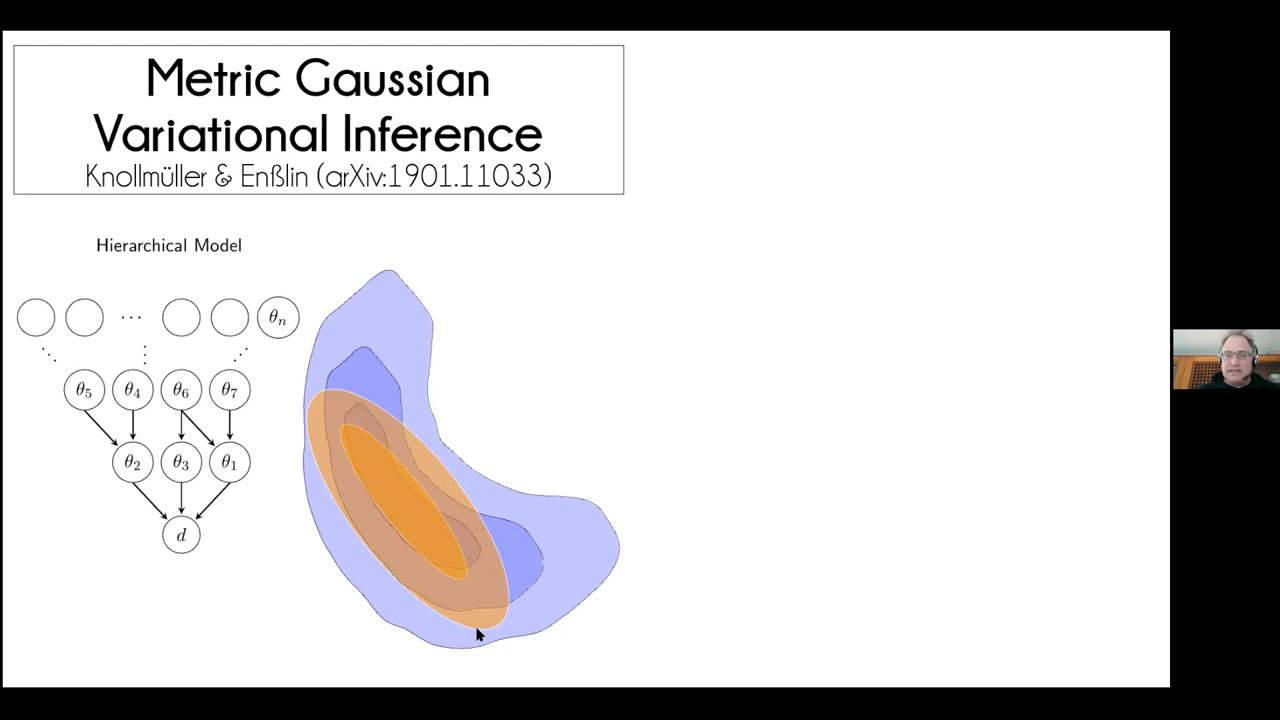 Metric Gaussian
Variational Inference
Knollmüller & Enßlin (arXiv:1901.11033)
Hierarchical Model
··· θₙ
θ₅ θ₄ θ₆ θ₇
θ₂ θ₃ θ₁
d